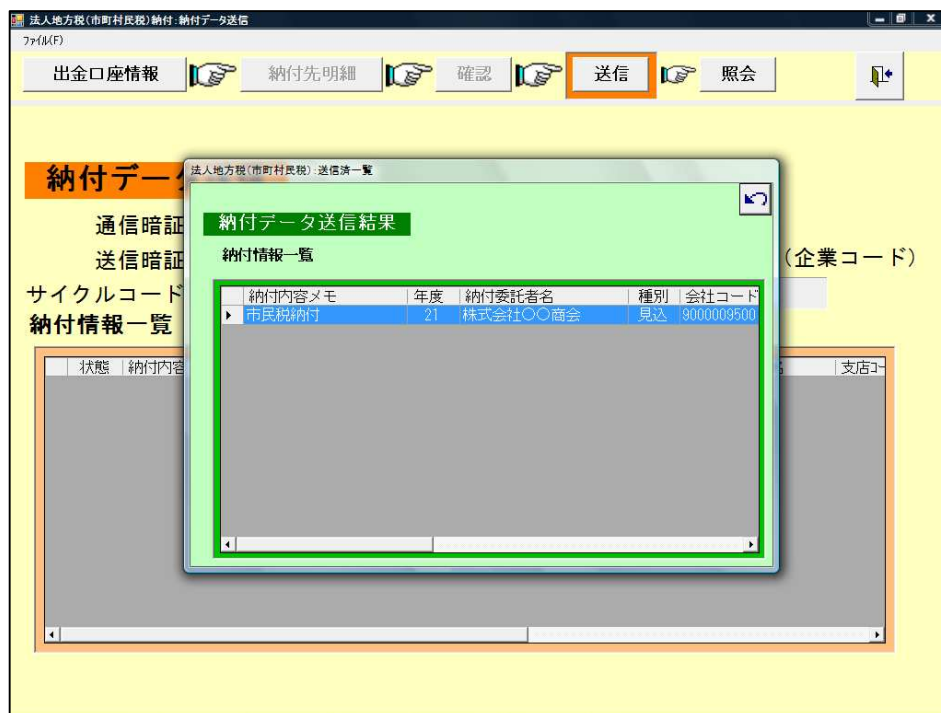 法人地方税(市町村民税)納付:納付データ送信
ファイル(F)
出金口座情報 納付先明細 確認 送信 照会
法人地方税(市町村民税):送信済一覧
納付デー
納付データ送信結果
通信暗証
納付情報一覧
送信暗証
(企業コード)
サイクルコード
納付情報一覧
納付内容メモ 年度 納付委託者名 種別 会社コード
市民税納付 21 株式会社〇〇商会 見込 9000009500
状態 納付内容 支店コー